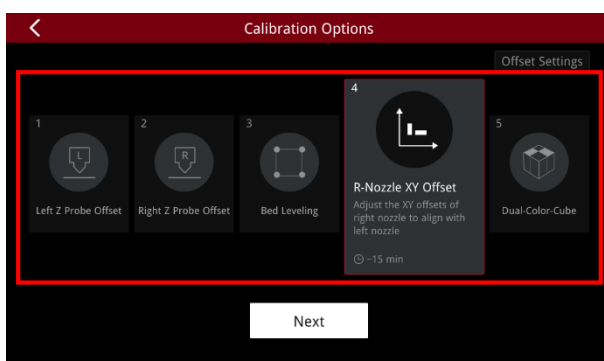 Calibration Options
Offset Settings
1
L
Left Z Probe Offset
2
R
Right Z Probe Offset
3
Bed Leveling
4
R-Nozzle XY Offset
Adjust the XY offsets of
right nozzle to align with
left nozzle
~15 min
5
Dual-Color-Cube
Next